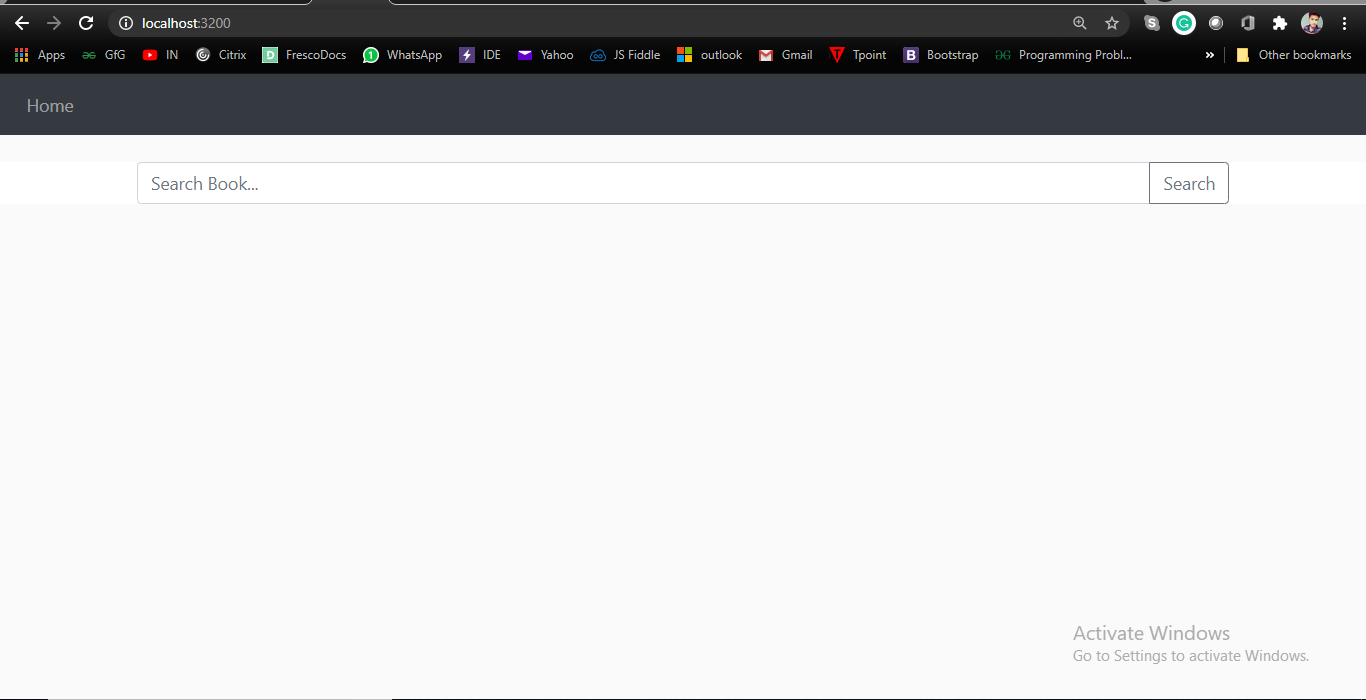 localhost:3200
Apps GfG IN Citrix D FrescoDocs 1 WhatsApp IDE Yahoo JS Fiddle outlook Gmail Tpoint B Bootstrap Programming Probl... » Other bookmarks
Home
Search Book... Search
Activate Windows
Go to Settings to activate Windows.